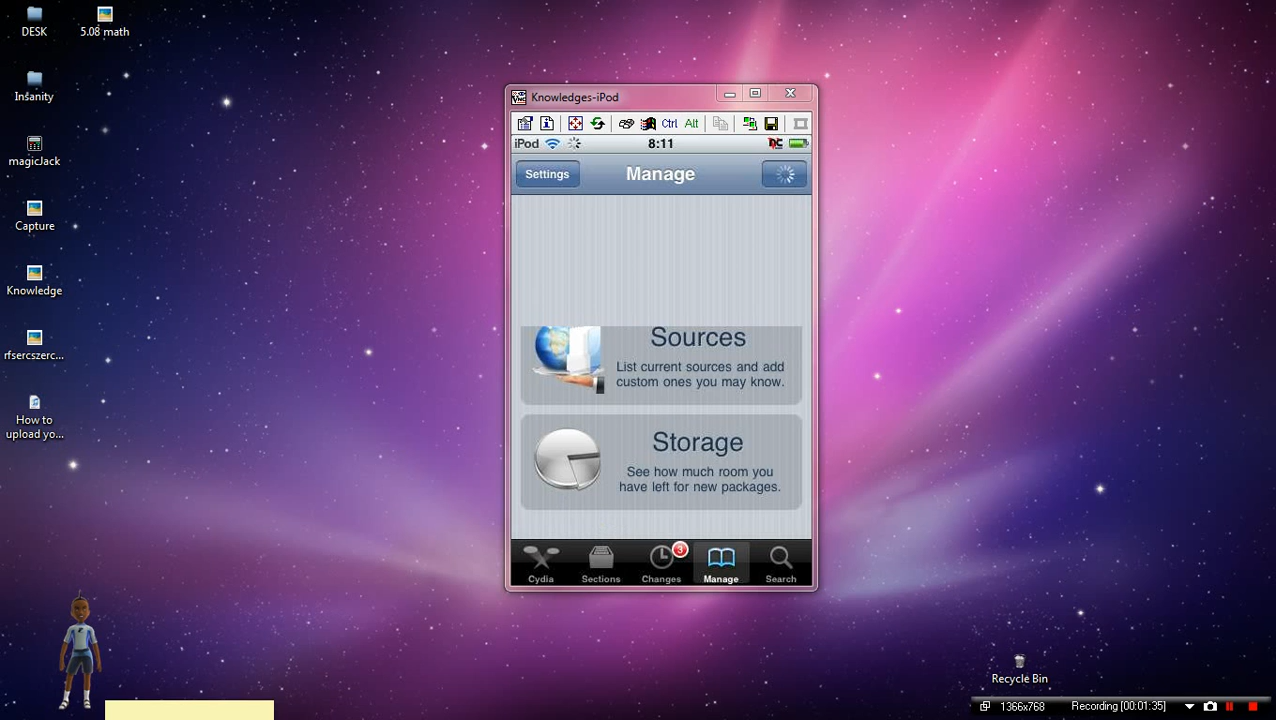 DESK
5.08 math
Insanity
magicJack
Capture
Knowledge
rfsercszerc...
How to
upload yo...
Knowledges-iPod
Ctrl Alt
iPod 8:11
Settings Manage
Sources
List current sources and add
custom ones you may know.
Storage
See how much room you
have left for new packages.
3
Cydia Sections Changes Manage Search
Recycle Bin
1366x768 Recording [00:01:35]